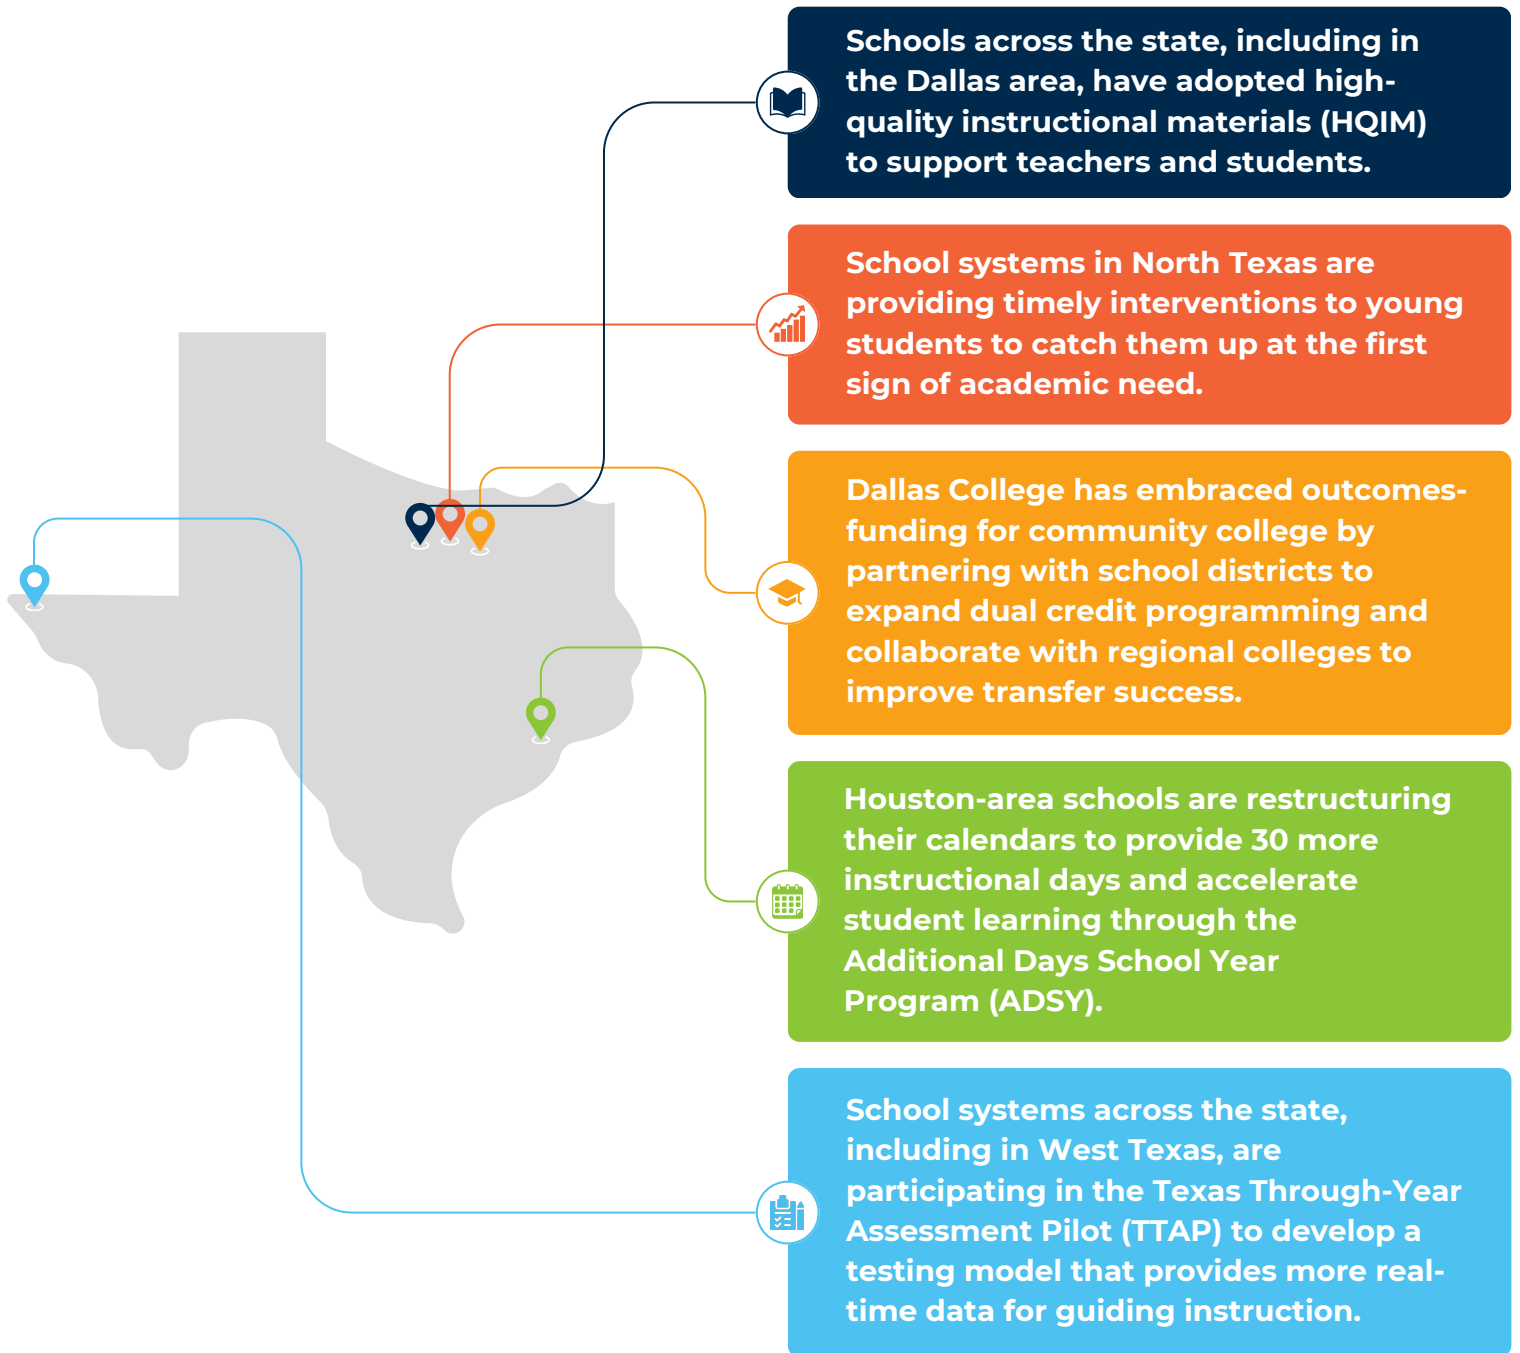 Schools across the state, including in
the Dallas area, have adopted high-
quality instructional materials (HQIM)
to support teachers and students.
School systems in North Texas are
providing timely interventions to young
students to catch them up at the first
sign of academic need.
Dallas College has embraced outcomes-
funding for community college by
partnering with school districts to
expand dual credit programming and
collaborate with regional colleges to
improve transfer success.
Houston-area schools are restructuring
their calendars to provide 30 more
instructional days and accelerate
student learning through the
Additional Days School Year
Program (ADSY).
School systems across the state,
including in West Texas, are
participating in the Texas Through-Year
Assessment Pilot (TTAP) to develop a
testing model that provides more real-
time data for guiding instruction.